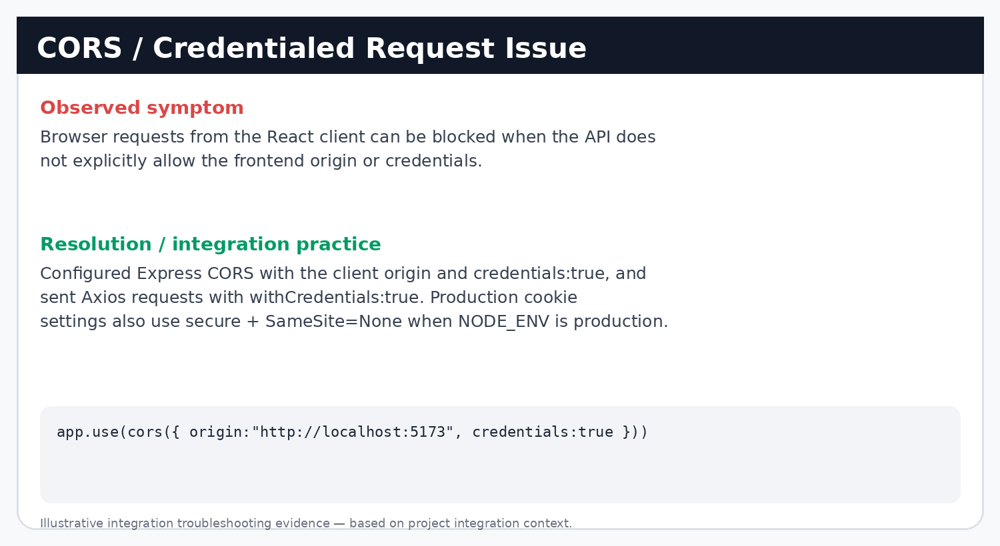 CORS / Credentialed Request Issue
Observed symptom
Browser requests from the React client can be blocked when the API does
not explicitly allow the frontend origin or credentials.
Resolution / integration practice
Configured Express CORS with the client origin and credentials:true, and
sent Axios requests with withCredentials:true. Production cookie
settings also use secure + SameSite=None when NODE_ENV is production.
app.use(cors({ origin:"http://localhost:5173", credentials:true }))
Illustrative integration troubleshooting evidence — based on project integration context.